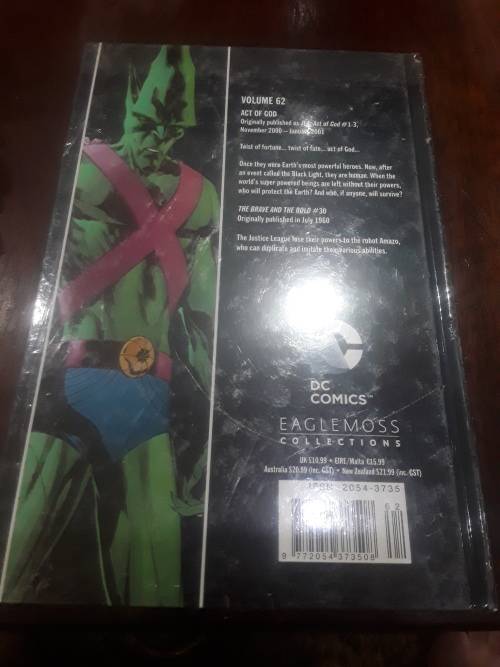 VOLUME 62
ACT OF GOD
Originally published as JLA: Act of God #1-3,
November 2000 — January 2001
Twist of fortune... twist of fate... act of God...
Once they were Earth's most powerful heroes. Now, after
an event called the Black Light, they are human. When the
world's super powered beings are left without their powers,
who will protect the Earth? And who, if anyone, will survive?
THE BRAVE AND THE BOLD #30
Originally published in July 1960
The Justice League lose their powers to the robot Amazo,
who can duplicate and imitate their various abilities.
DC
COMICS™
EAGLEMOSS
COLLECTIONS
UK £10.99 • EIRE/Malta €15.99
Australia $20.99 (inc. GST) • New Zealand $21.99 (inc. GST)
ISSN 2054-3735
62
9 772054 373508